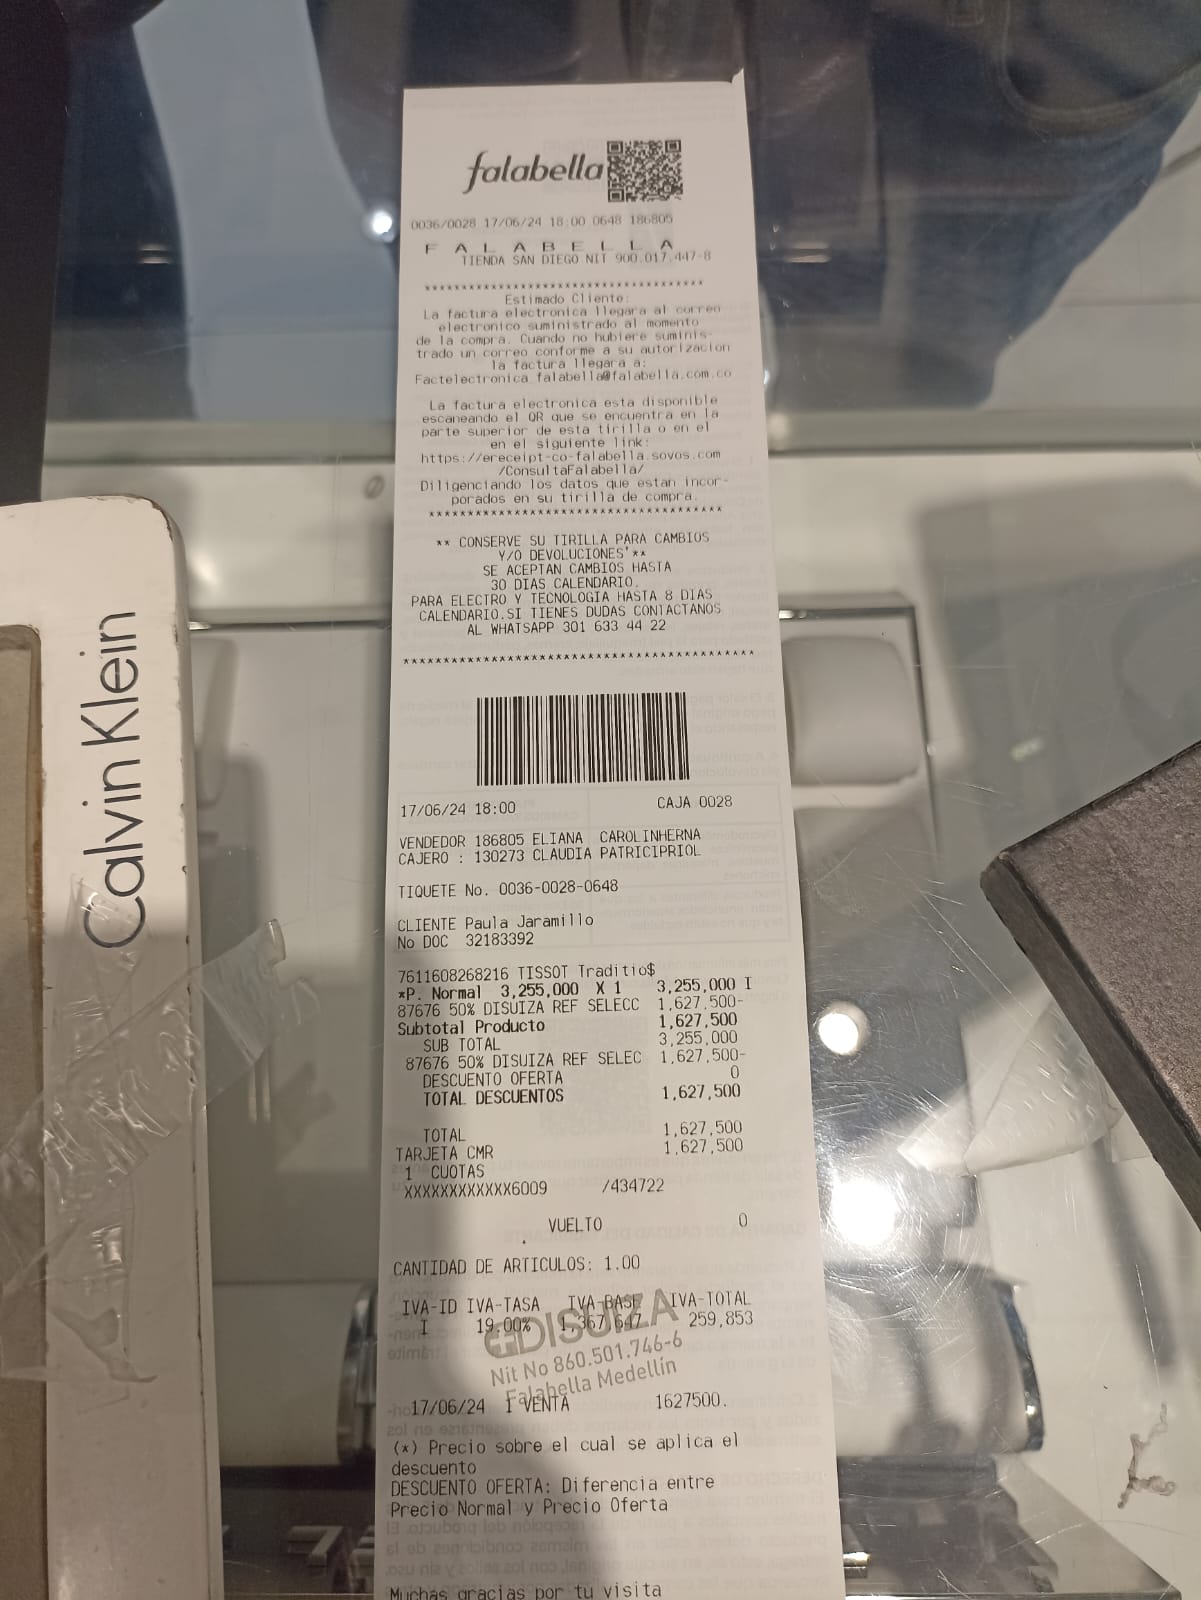 falabella
0036/0028 17/06/24 18:00 0648 186805
F A L A B E L L A
TIENDA SAN DIEGO NIT 900.017.447-8
*************************************
Estimado Cliente:
La factura electronica llegara al correo
electronico suministrado al momento
de la compra. Cuando no hubiere suminis-
trado un correo conforme a su autorizacion
la factura llegara a:
Factelectronica.falabella@falabella.com.co
La factura electronica esta disponible
escaneando el QR que se encuentra en la
parte superior de esta tirilla o en el
en el siguiente link:
https://ereceipt-co-falabella.sovos.com
/ConsultaFalabella/
Diligenciando los datos que estan incor-
porados en su tirilla de compra.
*************************************
** CONSERVE SU TIRILLA PARA CAMBIOS
Y/O DEVOLUCIONES'**
SE ACEPTAN CAMBIOS HASTA
30 DIAS CALENDARIO.
PARA ELECTRO Y TECNOLOGIA HASTA 8 DIAS
CALENDARIO.SI TIENES DUDAS CONTACTANOS
AL WHATSAPP 301 633 44 22
********************************************
17/06/24 18:00 CAJA 0028
VENDEDOR 186805 ELIANA CAROLINHERNA
CAJERO : 130273 CLAUDIA PATRICIPRIOL
TIQUETE No. 0036-0028-0648
CLIENTE Paula Jaramillo
No DOC 32183392
7611608268216 TISSOT Traditio$
*P. Normal 3,255,000 X 1 3,255,000 I
87676 50% DISUIZA REF SELECC 1,627,500-
Subtotal Producto 1,627,500
SUB TOTAL 3,255,000
87676 50% DISUIZA REF SELEC 1,627,500-
DESCUENTO OFERTA 0
TOTAL DESCUENTOS 1,627,500
TOTAL 1,627,500
TARJETA CMR 1,627,500
1 CUOTAS
XXXXXXXXXXXX6009 /434722
VUELTO 0
CANTIDAD DE ARTICULOS: 1.00
IVA-ID IVA-TASA IVA-BASE IVA-TOTAL
I 19.00% 1,367,647 259,853
DISUIZA
Nit No 860.501.746-6
Falabella Medellín
17/06/24 1 VENTA 1627500.
(*) Precio sobre el cual se aplica el
descuento
DESCUENTO OFERTA: Diferencia entre
Precio Normal y Precio Oferta
Muchas gracias por tu visita
Calvin Klein